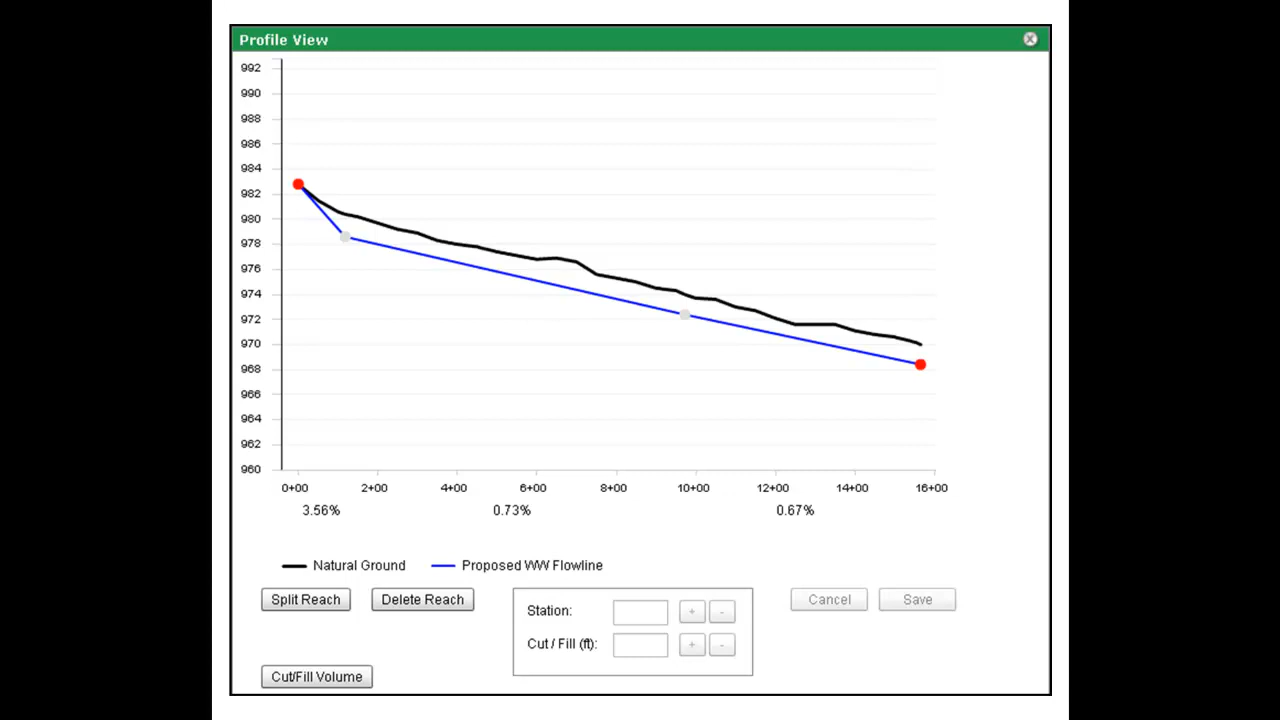 Profile View
992
990
988
986
984
982
980
978
976
974
972
970
968
966
964
962
960
0+00 2+00 4+00 6+00 8+00 10+00 12+00 14+00 16+00
3.56% 0.73% 0.67%
Natural Ground Proposed WW Flowline
Split Reach Delete Reach Station: + - Cancel Save
Cut / Fill (ft): + -
Cut/Fill Volume